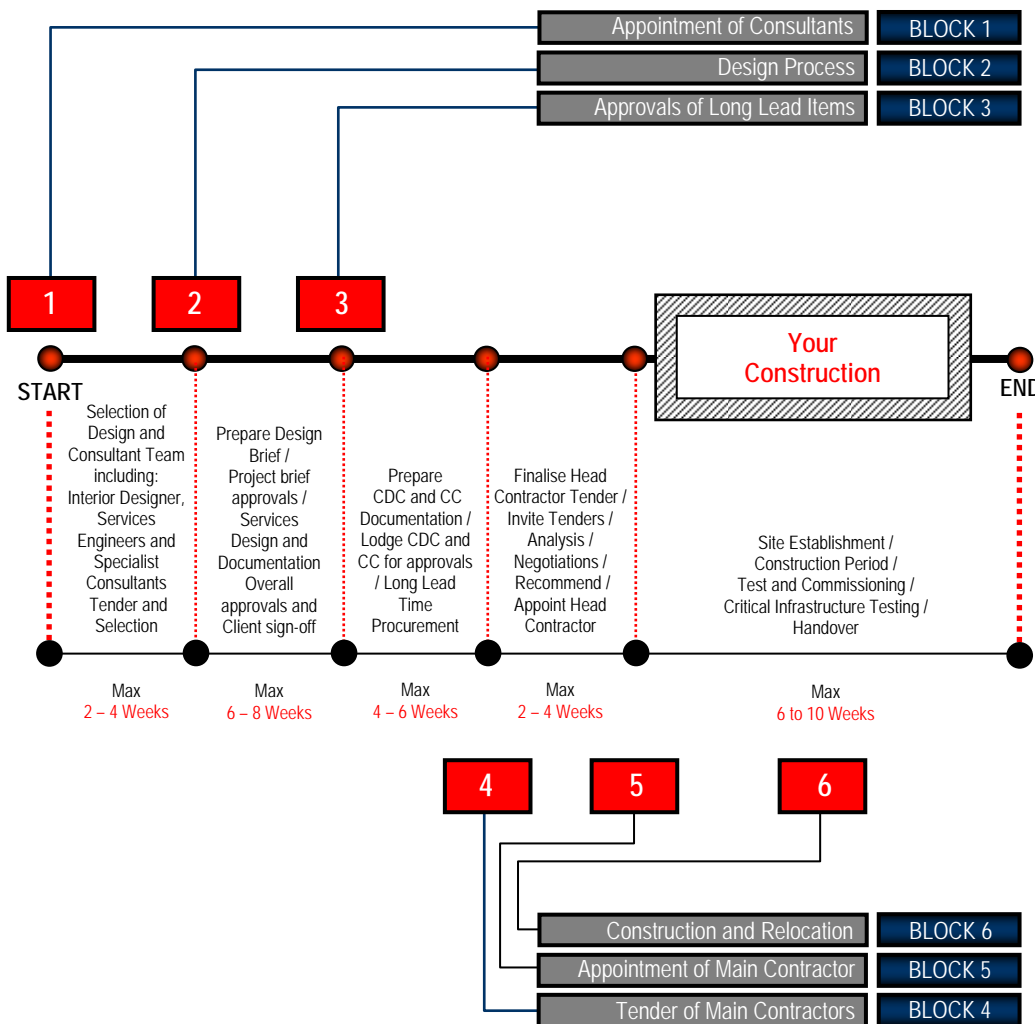 Appointment of Consultants BLOCK 1
Design Process BLOCK 2
Approvals of Long Lead Items BLOCK 3
1 2 3
Your
Construction
START
END
Selection of
Design and
Consultant Team
including:
Interior Designer,
Services
Engineers and
Specialist
Consultants
Tender and
Selection
Prepare Design
Brief /
Project brief
approvals /
Services
Design and
Documentation
Overall
approvals and
Client sign-off
Prepare
CDC and CC
Documentation /
Lodge CDC and
CC for approvals
/ Long Lead
Time
Procurement
Finalise Head
Contractor Tender /
Invite Tenders /
Analysis /
Negotiations /
Recommend /
Appoint Head
Contractor
Site Establishment /
Construction Period /
Test and Commissioning /
Critical Infrastructure Testing /
Handover
Max
2 – 4 Weeks
Max
6 – 8 Weeks
Max
4 – 6 Weeks
Max
2 – 4 Weeks
Max
6 to 10 Weeks
4 5 6
Construction and Relocation BLOCK 6
Appointment of Main Contractor BLOCK 5
Tender of Main Contractors BLOCK 4